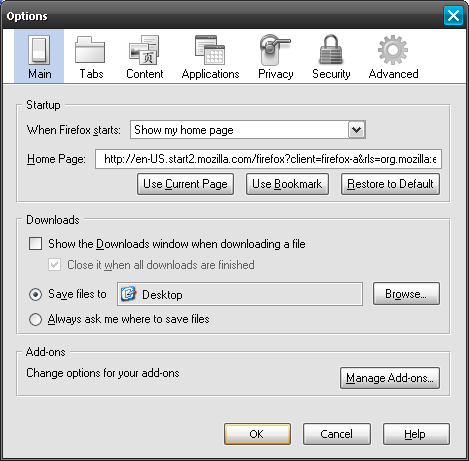 Options
Main Tabs Content Applications Privacy Security Advanced
Startup
When Firefox starts: Show my home page
Home Page: http://en-US.start2.mozilla.com/firefox?client=firefox-a&rls=org.mozilla:e
Use Current Page Use Bookmark Restore to Default
Downloads
Show the Downloads window when downloading a file
Close it when all downloads are finished
Save files to Desktop Browse...
Always ask me where to save files
Add-ons
Change options for your add-ons
Manage Add-ons...
OK Cancel Help